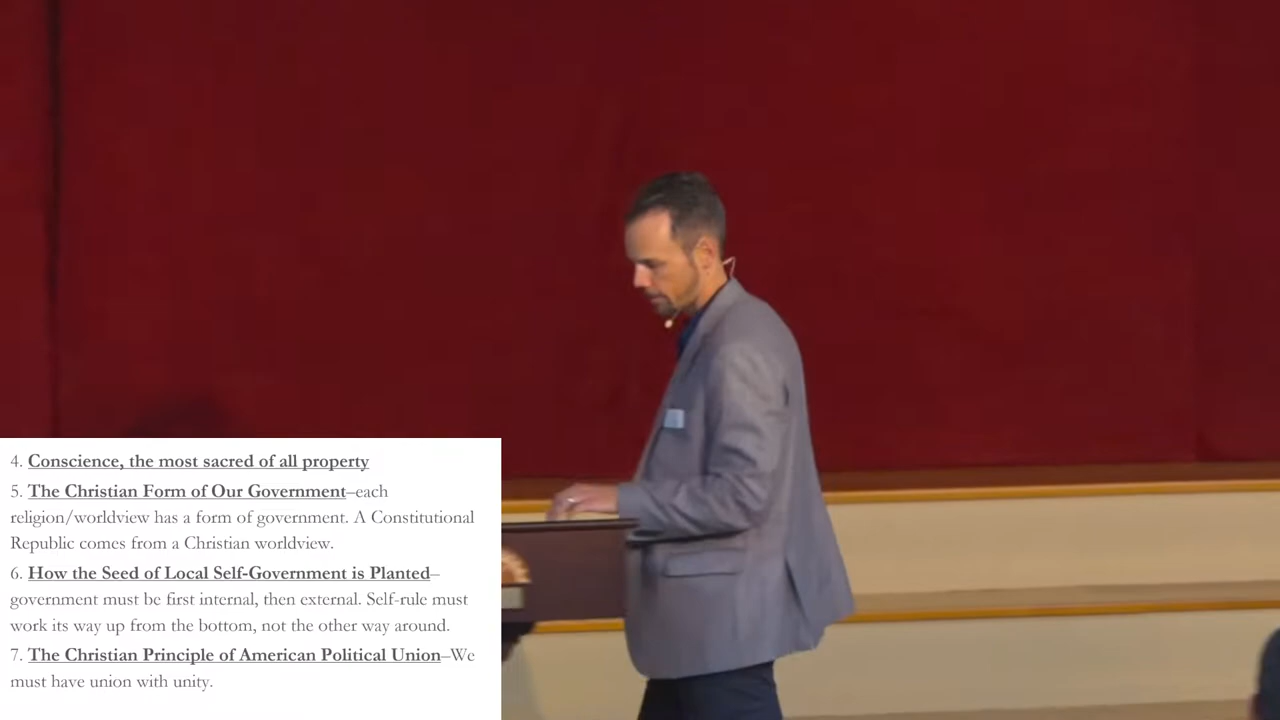 4. Conscience, the most sacred of all property
5. The Christian Form of Our Government–each
religion/worldview has a form of government. A Constitutional
Republic comes from a Christian worldview.
6. How the Seed of Local Self-Government is Planted–
government must be first internal, then external. Self-rule must
work its way up from the bottom, not the other way around.
7. The Christian Principle of American Political Union–We
must have union with unity.